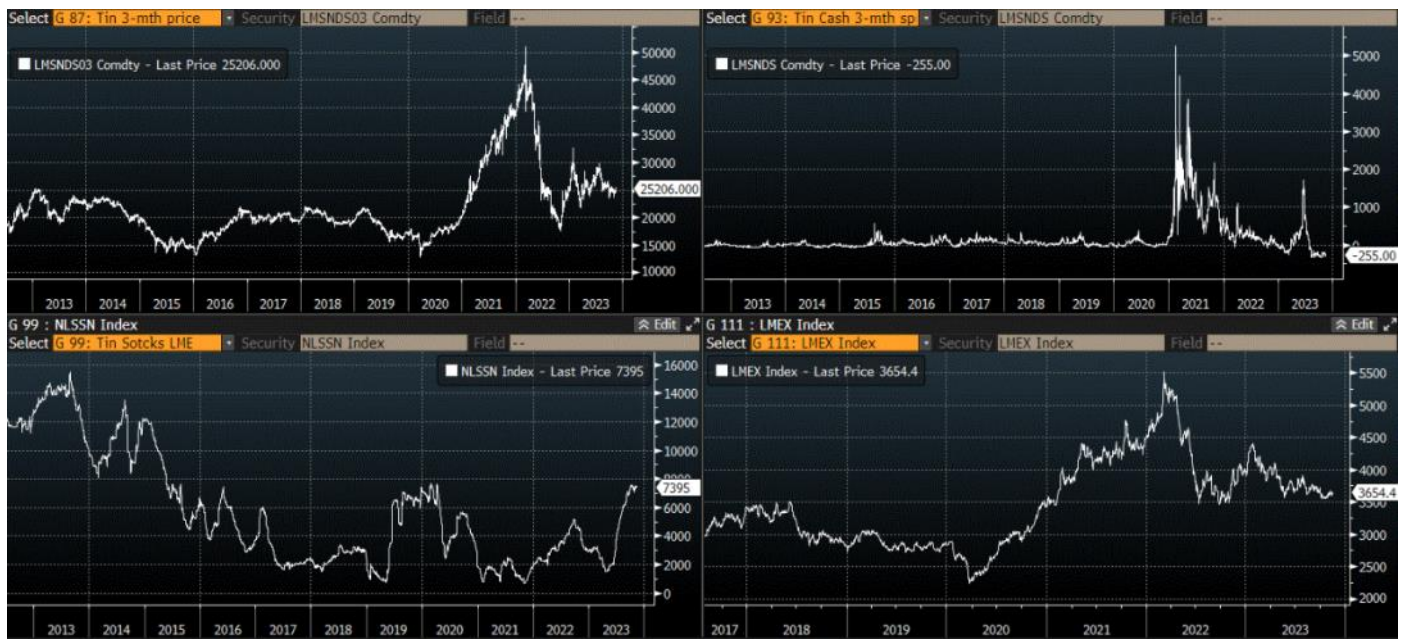 Select G 87: Tin 3-mth price Security LMSNDS03 Comdty Field --
LMSNDS03 Comdty - Last Price 25206.000
50000
45000
40000
35000
30000
25206.000
20000
15000
10000
2013 2014 2015 2016 2017 2018 2019 2020 2021 2022 2023
Select G 93: Tin Cash 3-mth sp Security LMSNDS Comdty Field --
LMSNDS Comdty - Last Price -255.00
5000
4000
3000
2000
1000
0
-255.00
2013 2014 2015 2016 2017 2018 2019 2020 2021 2022 2023
G 99 : NLSSN Index Edit
Select G 99: Tin Sotcks LME Security NLSSN Index Field --
NLSSN Index - Last Price 7395
16000
14000
12000
10000
8000
7395
6000
4000
2000
0
2013 2014 2015 2016 2017 2018 2019 2020 2021 2022 2023
G 111 : LMEX Index Edit
Select G 111: LMEX Index Security LMEX Index Field --
LMEX Index - Last Price 3654.4
5500
5000
4500
4000
3654.4
3500
3000
2500
2000
2017 2018 2019 2020 2021 2022 2023